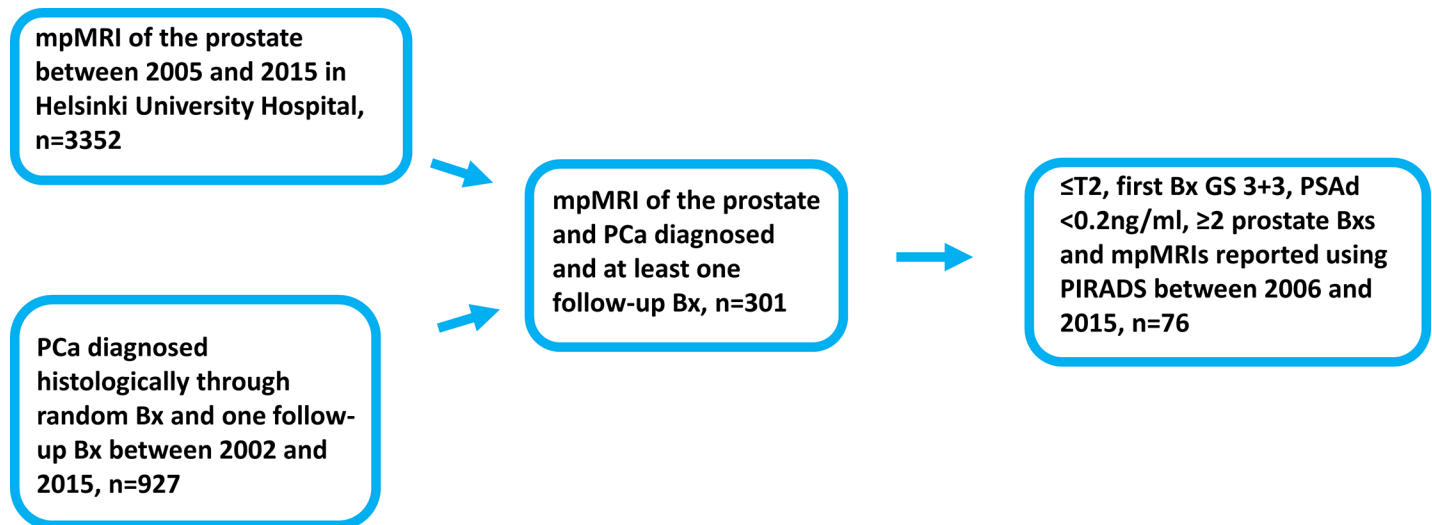 mpMRI of the prostate
between 2005 and 2015 in
Helsinki University Hospital,
n=3352
PCa diagnosed
histologically through
random Bx and one follow-
up Bx between 2002 and
2015, n=927
mpMRI of the prostate
and PCa diagnosed
and at least one
follow-up Bx, n=301
≤T2, first Bx GS 3+3, PSAd
<0.2ng/ml, ≥2 prostate Bxs
and mpMRIs reported using
PIRADS between 2006 and
2015, n=76